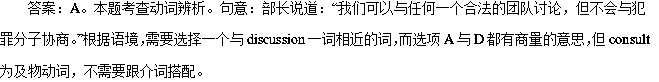 答案：A。本题考查动词辨析。句意：部长说道：“我们可以与任何一个合法的团队讨论，但不会与犯
罪分子协商。”根据语境，需要选择一个与 discussion 一词相近的词，而选项 A 与 D 都有商量的意思，但 consult
为及物动词，不需要跟介词搭配。